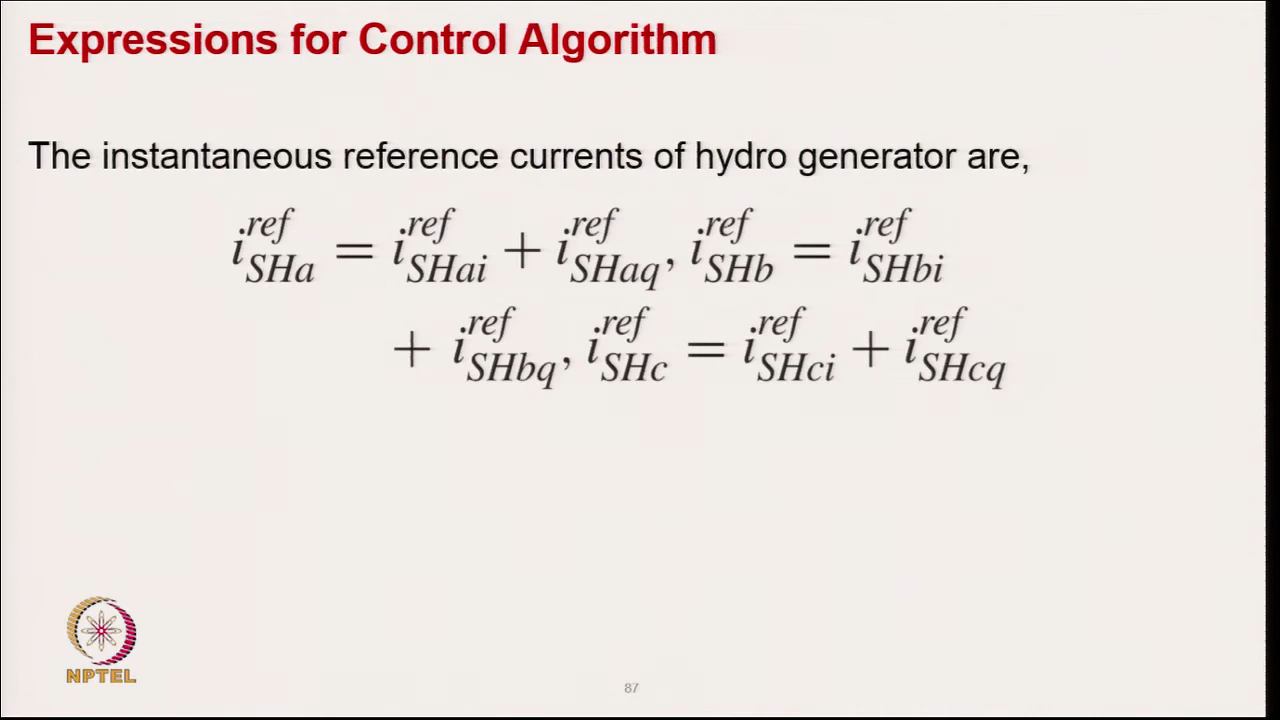 Expressions for Control Algorithm
The instantaneous reference currents of hydro generator are,
$i_{SHa}^{ref} = i_{SHai}^{ref} + i_{SHaq}^{ref}, i_{SHb}^{ref} = i_{SHbi}^{ref}$
$+ i_{SHbq}^{ref}, i_{SHc}^{ref} = i_{SHci}^{ref} + i_{SHcq}^{ref}$
NPTEL
87